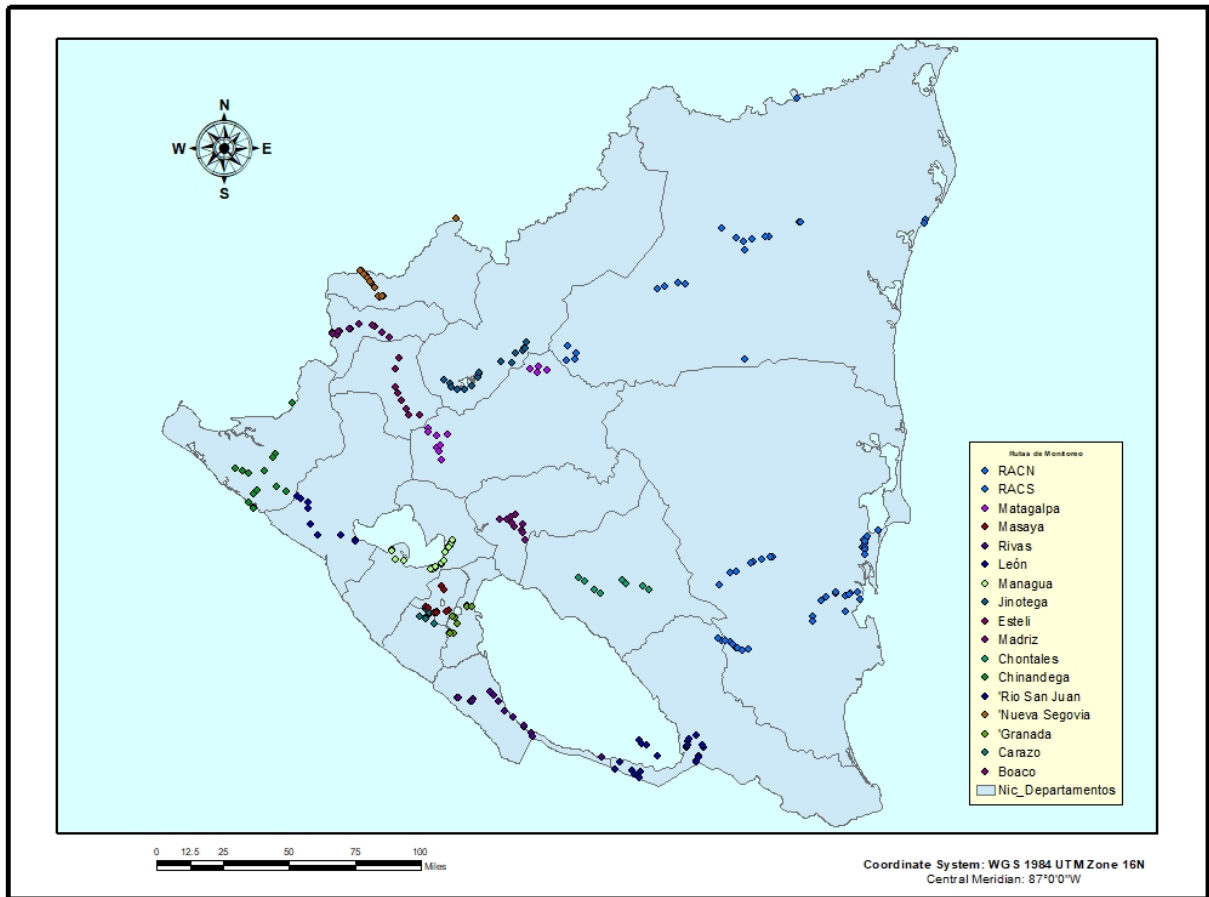 N
W
E
S
Rutas de Monitoreo
RACN
RACS
Matagalpa
Masaya
Rivas
León
Managua
Jinotega
Esteli
Madriz
Chontales
Chinandega
'Rio San Juan
'Nueva Segovia
'Granada
Carazo
Boaco
Nic_Departamentos
0 12.5 25 50 75 100
Miles
Coordinate System: WGS 1984 UTM Zone 16N
Central Meridian: 87°0'0"W